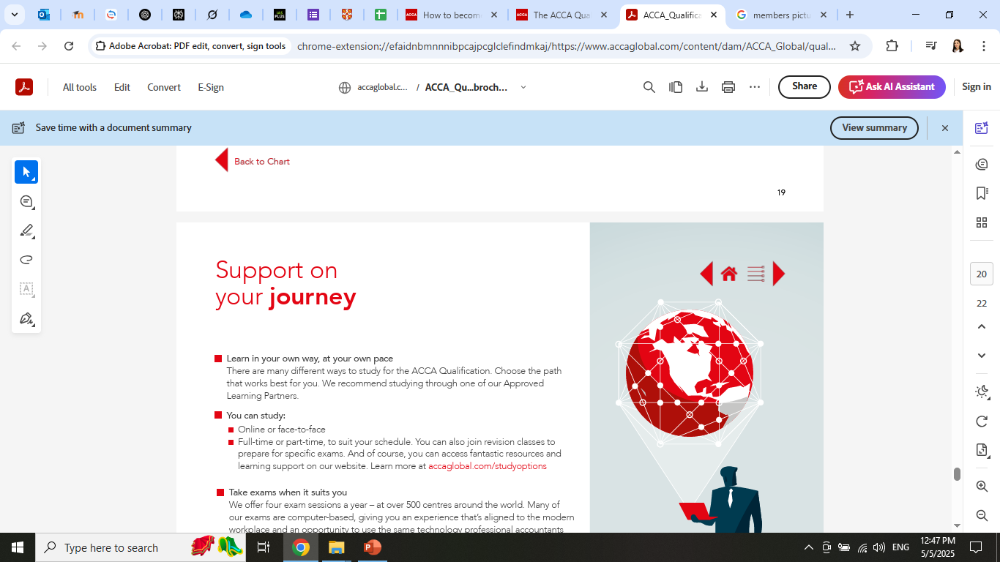 How to becom
The ACCA Qua
ACCA_Qualifica
members pictu
Adobe Acrobat: PDF edit, convert, sign tools
chrome-extension://efaidnbmnnnibpcajpcglclefindmkaj/https://www.accaglobal.com/content/dam/ACCA_Global/qual...
All tools
Edit
Convert
E-Sign
accaglobal.c...
/
ACCA_Qu...broch...
Share
Ask AI Assistant
Sign in
Save time with a document summary
View summary
Back to Chart
19
Support on
your journey
Learn in your own way, at your own pace
There are many different ways to study for the ACCA Qualification. Choose the path
that works best for you. We recommend studying through one of our Approved
Learning Partners.
You can study:
Online or face-to-face
Full-time or part-time, to suit your schedule. You can also join revision classes to
prepare for specific exams. And of course, you can access fantastic resources and
learning support on our website. Learn more at accaglobal.com/studyoptions
Take exams when it suits you
We offer four exam sessions a year – at over 500 centres around the world. Many of
our exams are computer-based, giving you an experience that's aligned to the modern
workplace and an opportunity to use the same technology professional accountants
20
22
Type here to search
ENG
12:47 PM
5/5/2025